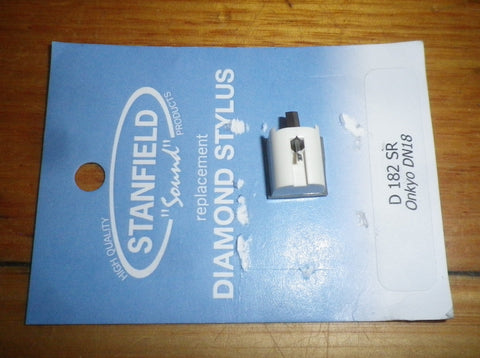 HIGH QUALITY
STANFIELD
"Sound"
PRODUCTS
replacement
DIAMOND STYLUS
D 182 SR
Onkyo DN18